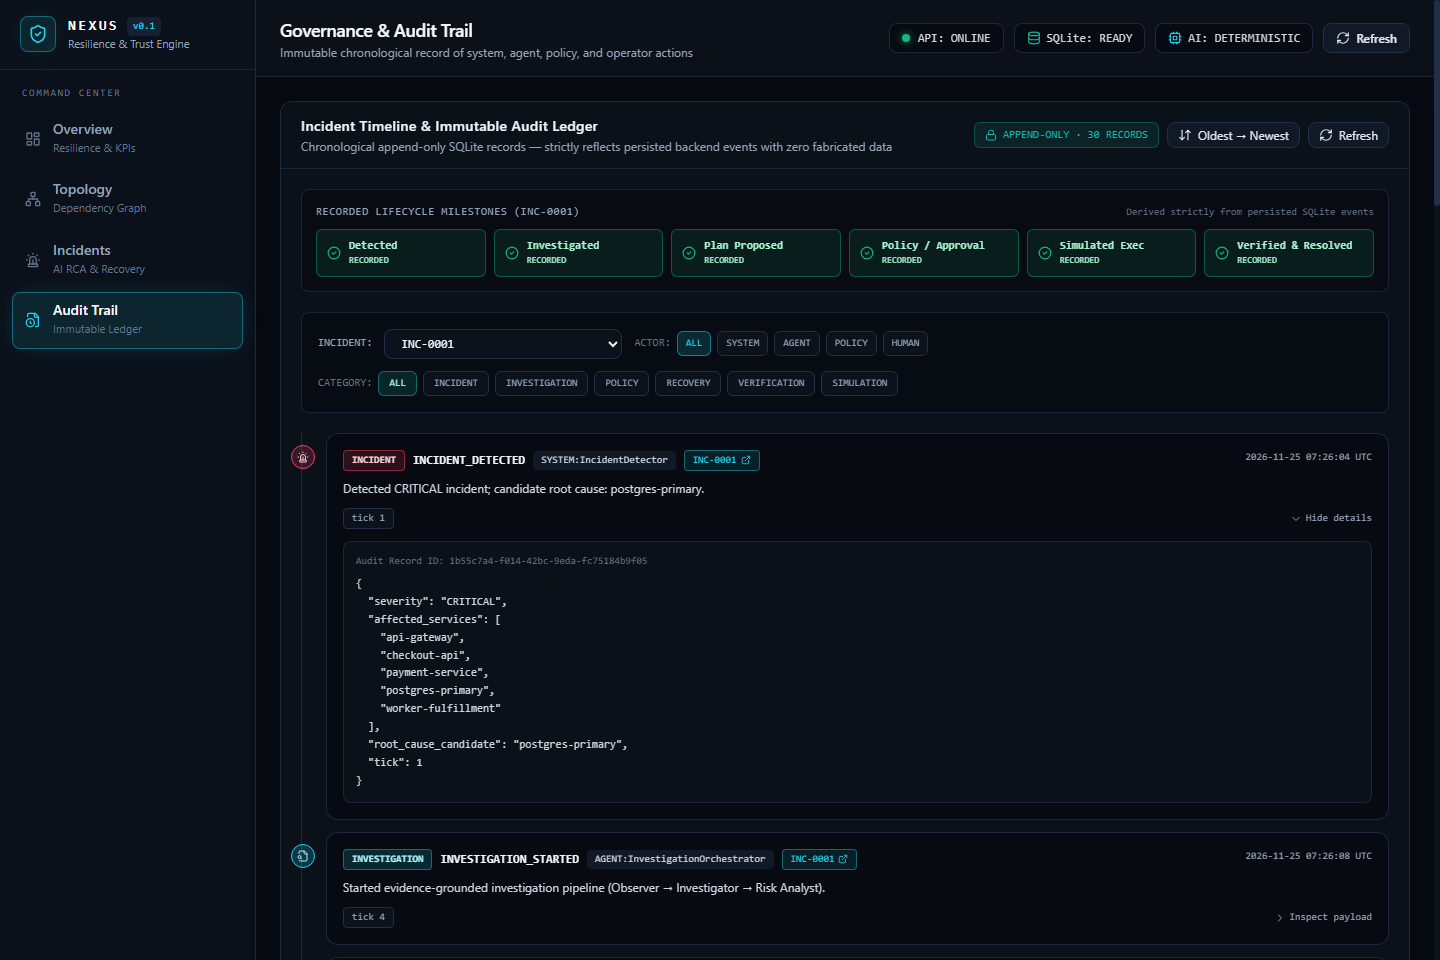 NEXUS v0.1
Resilience & Trust Engine
COMMAND CENTER
Overview
Resilience & KPIs
Topology
Dependency Graph
Incidents
AI RCA & Recovery
Audit Trail
Immutable Ledger
Governance & Audit Trail
Immutable chronological record of system, agent, policy, and operator actions
API: ONLINE
SQLite: READY
AI: DETERMINISTIC
Refresh
Incident Timeline & Immutable Audit Ledger
Chronological append-only SQLite records — strictly reflects persisted backend events with zero fabricated data
APPEND-ONLY · 30 RECORDS
Oldest → Newest
Refresh
RECORDED LIFECYCLE MILESTONES (INC-0001)
Derived strictly from persisted SQLite events
Detected
RECORDED
Investigated
RECORDED
Plan Proposed
RECORDED
Policy / Approval
RECORDED
Simulated Exec
RECORDED
Verified & Resolved
RECORDED
INCIDENT: INC-0001 ACTOR: ALL SYSTEM AGENT POLICY HUMAN
CATEGORY: ALL INCIDENT INVESTIGATION POLICY RECOVERY VERIFICATION SIMULATION
INCIDENT INCIDENT_DETECTED SYSTEM:IncidentDetector INC-0001 2026-11-25 07:26:04 UTC
Detected CRITICAL incident; candidate root cause: postgres-primary.
tick 1 Hide details
Audit Record ID: 1b55c7a4-f014-42bc-9eda-fc75184b9f05
{
"severity": "CRITICAL",
"affected_services": [
"api-gateway",
"checkout-api",
"payment-service",
"postgres-primary",
"worker-fulfillment"
],
"root_cause_candidate": "postgres-primary",
"tick": 1
}
INVESTIGATION INVESTIGATION_STARTED AGENT:InvestigationOrchestrator INC-0001 2026-11-25 07:26:08 UTC
Started evidence-grounded investigation pipeline (Observer → Investigator → Risk Analyst).
tick 4 Inspect payload